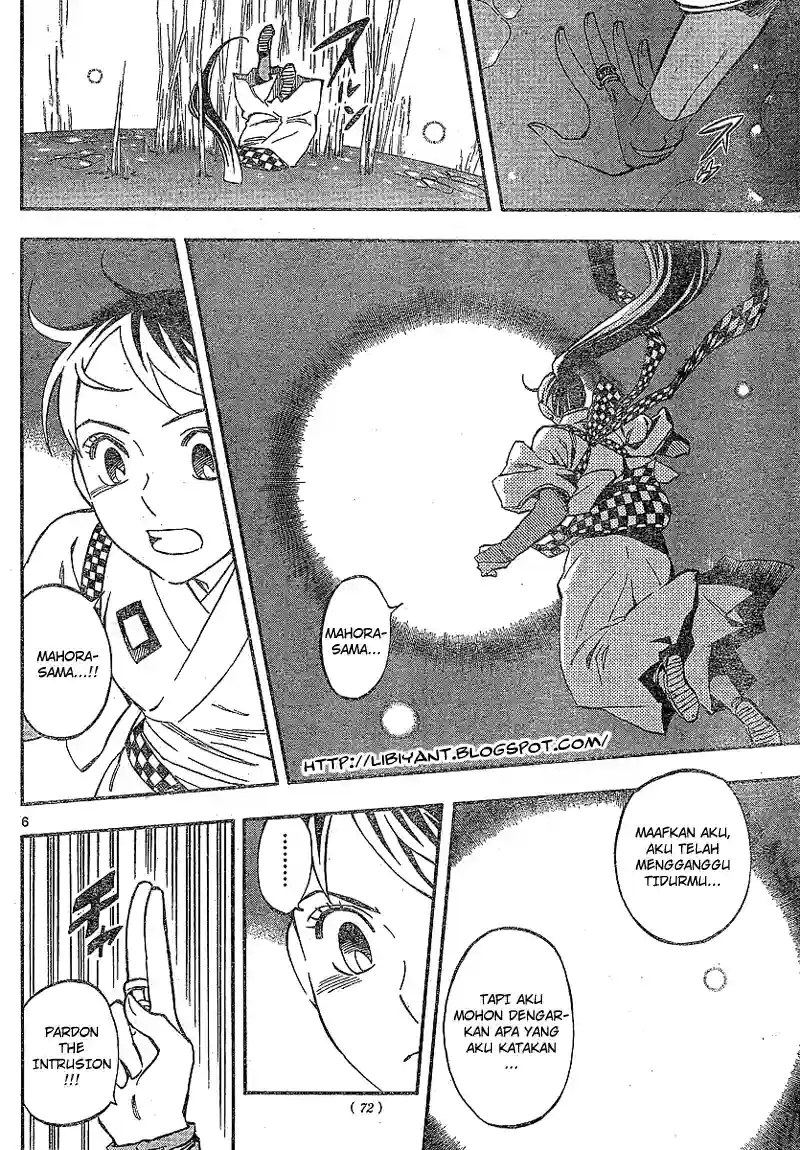 MAHORA-
SAMA...
MAHORA-
SAMA...!!
HTTP://LIBIYANT.BLOGSPOT.COM/
6
MAAFKAN AKU,
AKU TELAH
MENGGANGGU
TIDURMU...
TAPI AKU
MOHON DENGAR-
KAN APA YANG
AKU KATAKAN
...
.........
PARDON
THE
INTRUSION
!!!
( 72 )